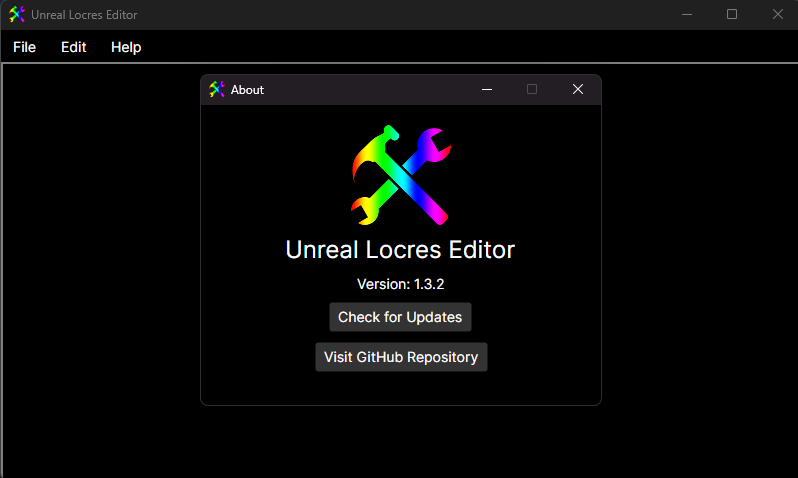 Unreal Locres Editor
File Edit Help
About
Unreal Locres Editor
Version: 1.3.2
Check for Updates
Visit GitHub Repository